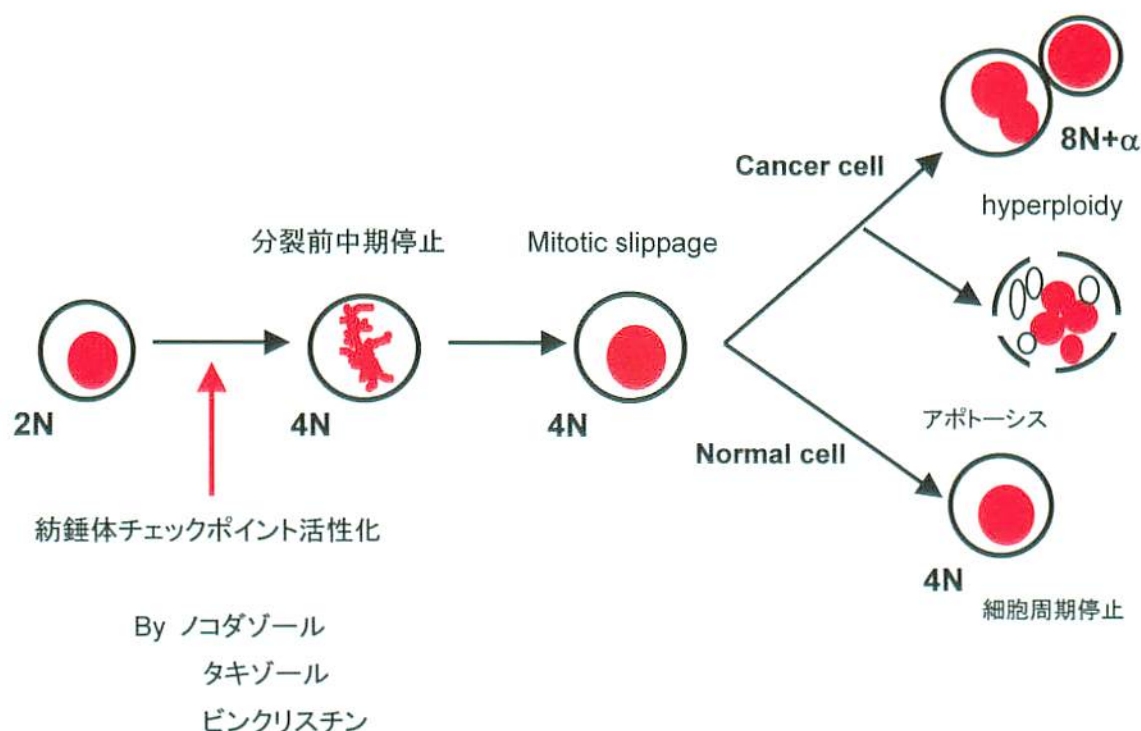 8N+α
Cancer cell
hyperploidy
分裂前中期停止
Mitotic slippage
2N
4N
4N
アポトーシス
Normal cell
紡錘体チェックポイント活性化
4N
細胞周期停止
By ノコダゾール
タキゾール
ビンクリスチン